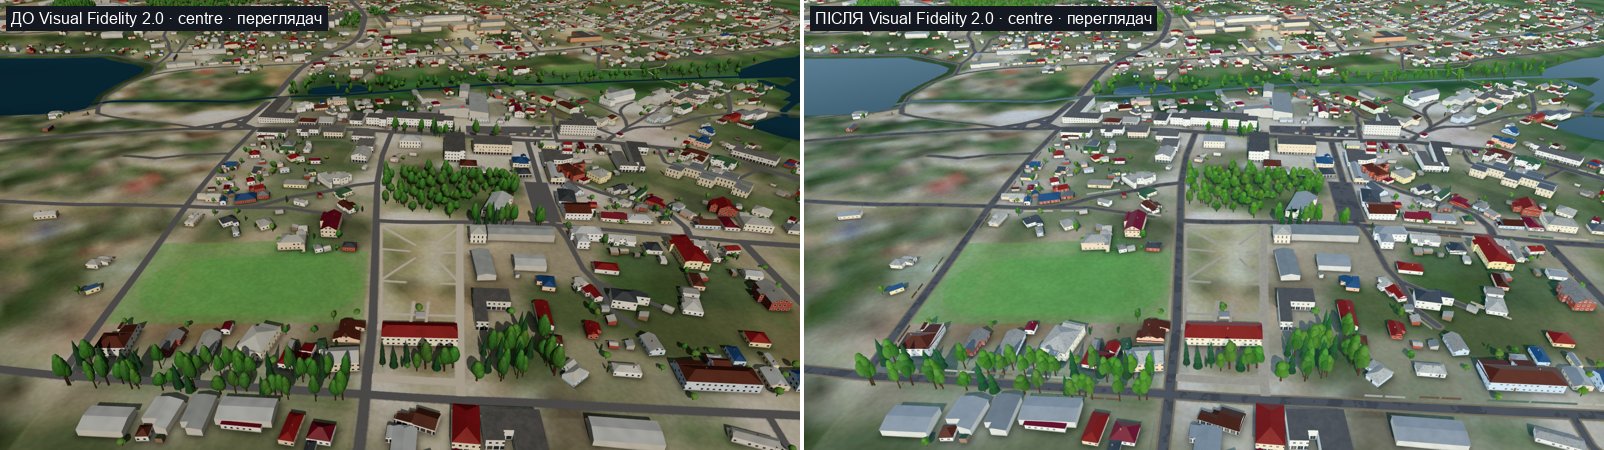 ДО Visual Fidelity 2.0 · centre · переглядач
ПІСЛЯ Visual Fidelity 2.0 · centre · переглядач